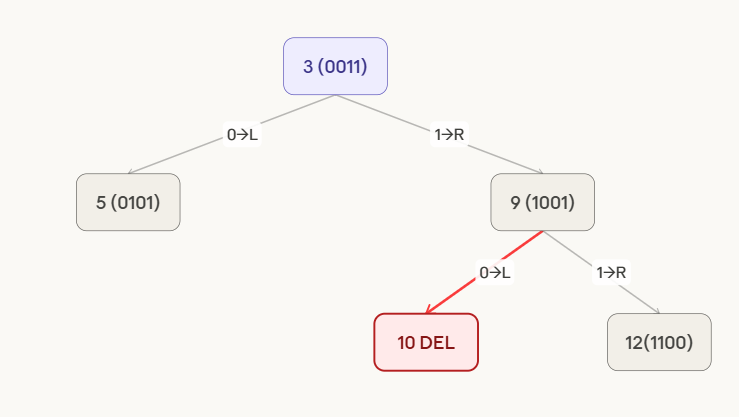 3 (0011)
0→L
1→R
5 (0101)
9 (1001)
0→L
1→R
10 DEL
12(1100)